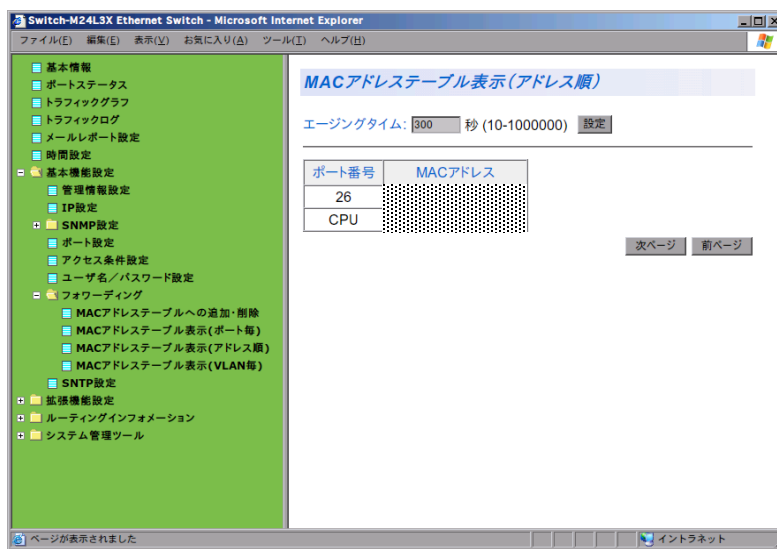 Switch-M24L3X Ethernet Switch - Microsoft Internet Explorer
ファイル(F) 編集(E) 表示(V) お気に入り(A) ツール(T) ヘルプ(H)
基本情報
ポートステータス
トラフィックグラフ
トラフィックログ
メールレポート設定
時間設定
基本機能設定
管理情報設定
IP設定
SNMP設定
ポート設定
アクセス条件設定
ユーザ名／パスワード設定
フォワーディング
MACアドレステーブルへの追加・削除
MACアドレステーブル表示(ポート毎)
MACアドレステーブル表示(アドレス順)
MACアドレステーブル表示(VLAN毎)
SNTP設定
拡張機能設定
ルーティングインフォメーション
システム管理ツール
MACアドレステーブル表示（アドレス順）
エージングタイム: 300 秒 (10-1000000) 設定
ポート番号 MACアドレス
26
CPU
次ページ 前ページ
ページが表示されました イントラネット